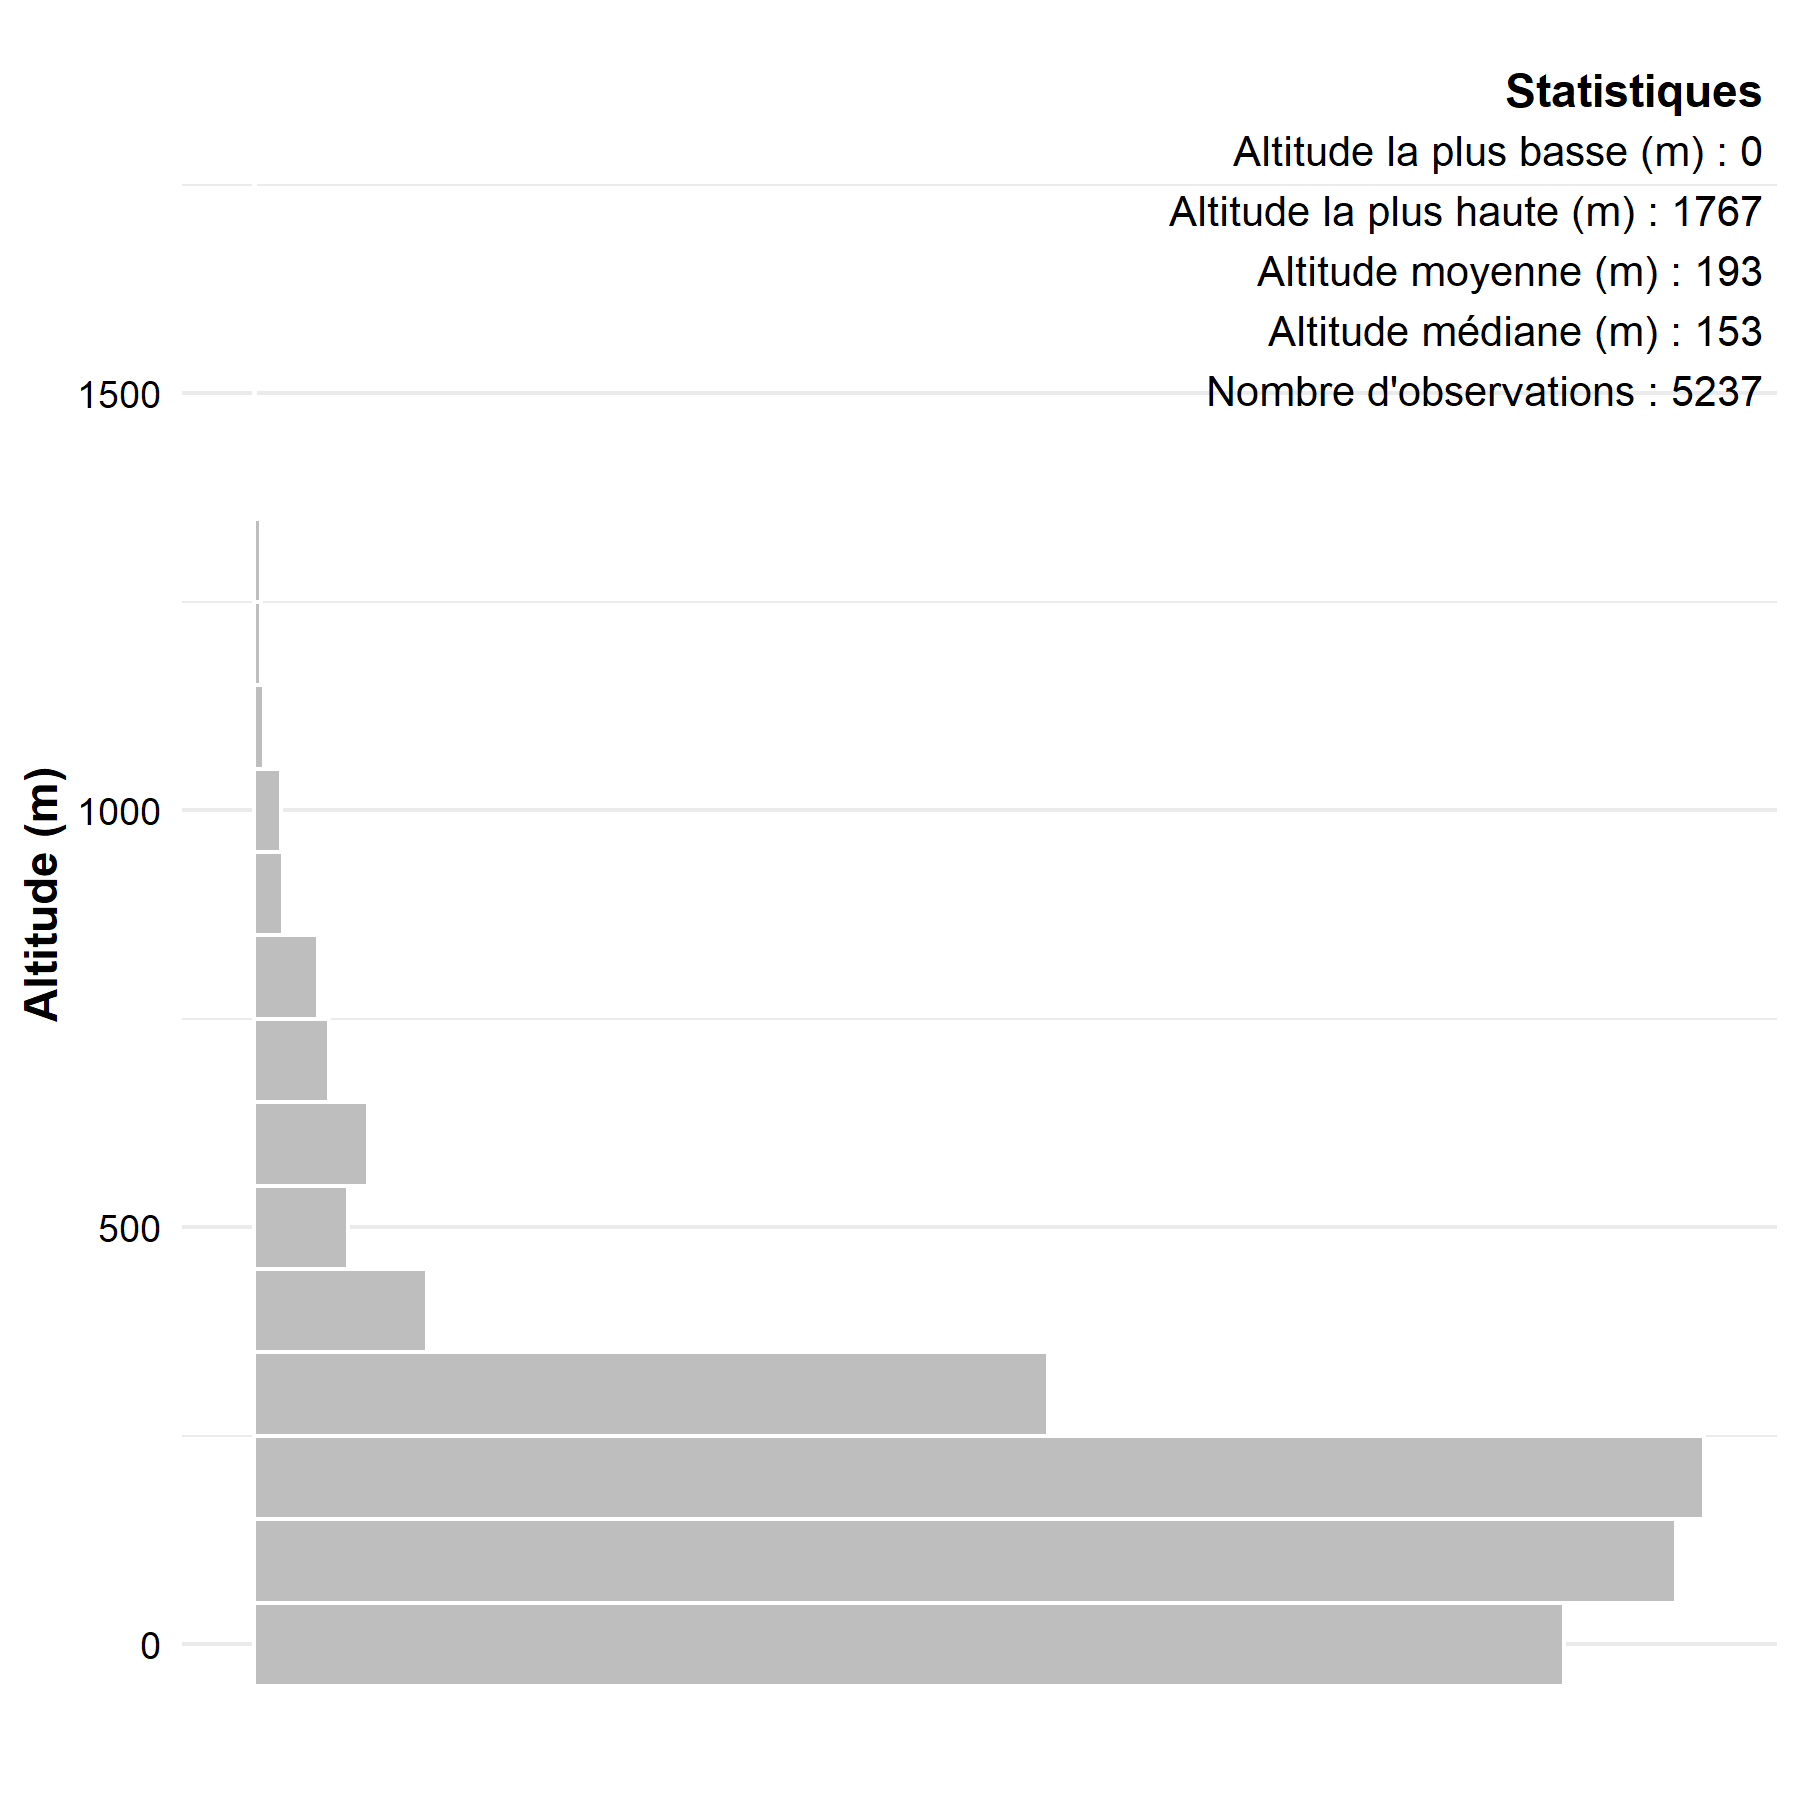 Statistiques
Altitude la plus basse (m) : 0
Altitude la plus haute (m) : 1767
Altitude moyenne (m) : 193
Altitude médiane (m) : 153
Nombre d'observations : 5237
1500
1000
500
0
Altitude (m)